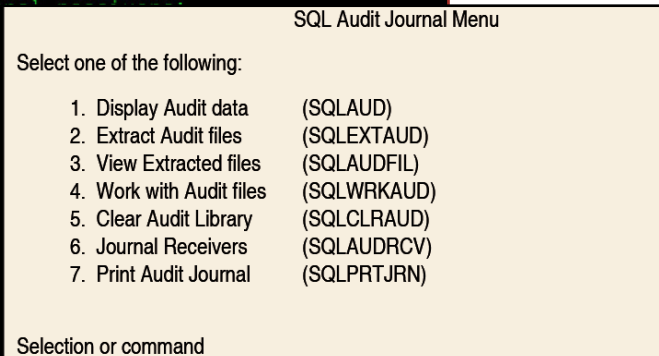 SQL Audit Journal Menu
Select one of the following:
1. Display Audit data (SQLAUD)
2. Extract Audit files (SQLEXTAUD)
3. View Extracted files (SQLAUDFIL)
4. Work with Audit files (SQLWRKAUD)
5. Clear Audit Library (SQLCLRAUD)
6. Journal Receivers (SQLAUDRCV)
7. Print Audit Journal (SQLPRTJRN)
Selection or command